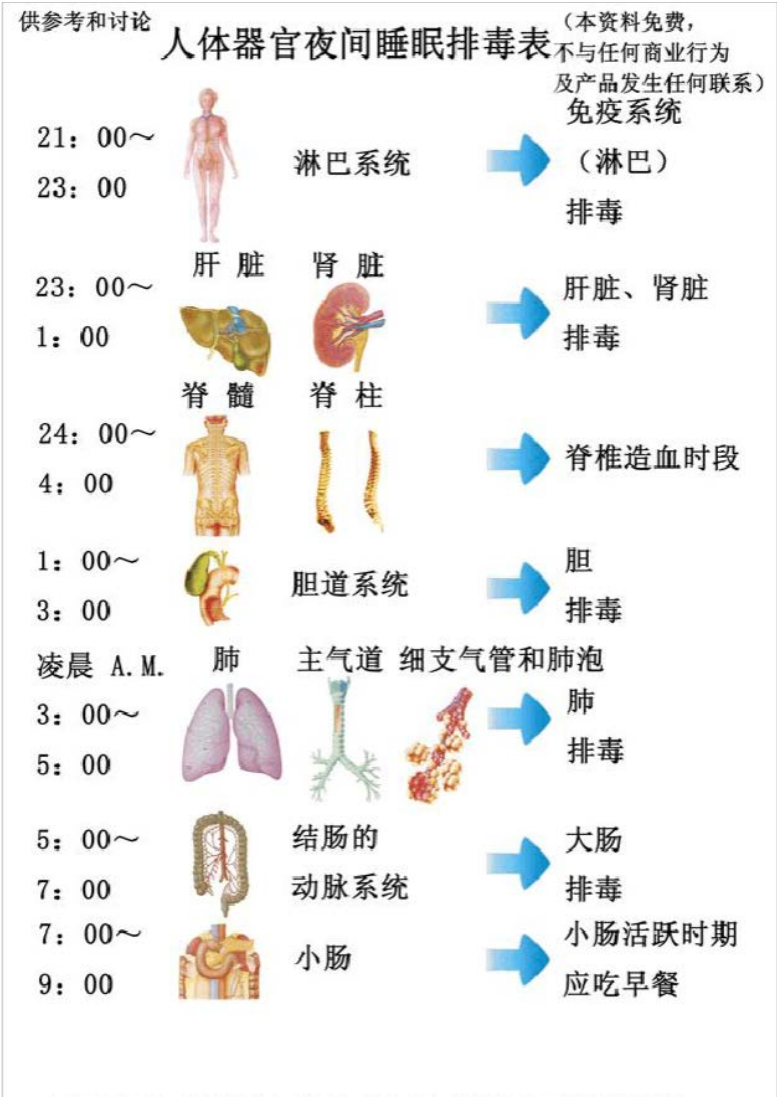 供参考和讨论
人体器官夜间睡眠排毒表
（本资料免费，
不与任何商业行为
及产品发生任何联系）
21：00～
23：00
淋巴系统
免疫系统
（淋巴）
排毒
肝 脏 肾 脏
23：00～
1：00
肝脏、肾脏
排毒
脊 髓 脊 柱
24：00～
4：00
脊椎造血时段
1：00～
3：00
胆道系统
胆
排毒
凌晨 A.M. 肺 主气道 细支气管和肺泡
3：00～
5：00
肺
排毒
5：00～
7：00
结肠的
动脉系统
大肠
排毒
7：00～
9：00
小肠
小肠活跃时期
应吃早餐